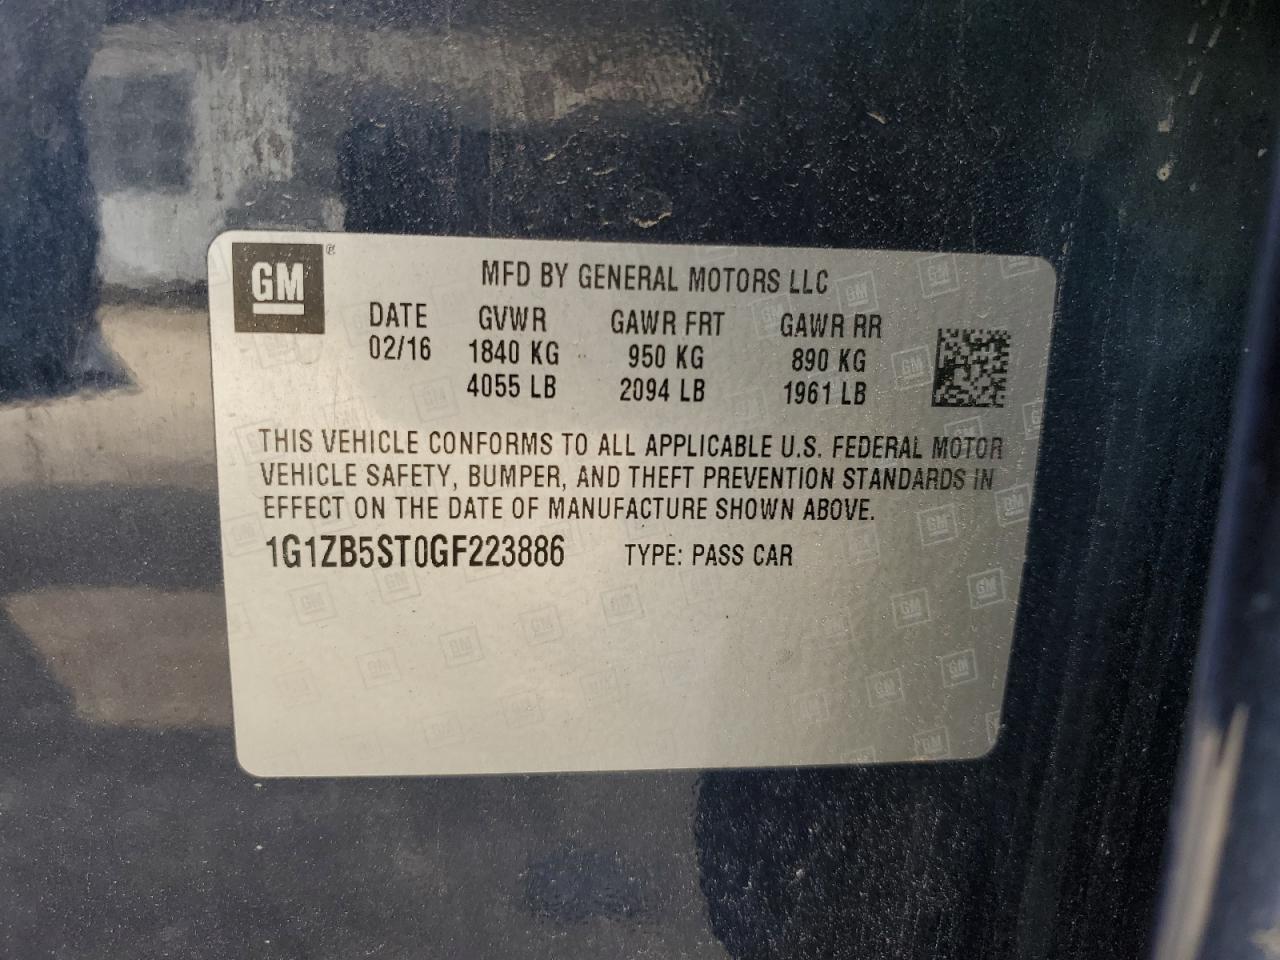 GM®
MFD BY GENERAL MOTORS LLC
DATE GVWR GAWR FRT GAWR RR
02/16 1840 KG 950 KG 890 KG
4055 LB 2094 LB 1961 LB
THIS VEHICLE CONFORMS TO ALL APPLICABLE U.S. FEDERAL MOTOR
VEHICLE SAFETY, BUMPER, AND THEFT PREVENTION STANDARDS IN
EFFECT ON THE DATE OF MANUFACTURE SHOWN ABOVE.
1G1ZB5ST0GF223886 TYPE: PASS CAR